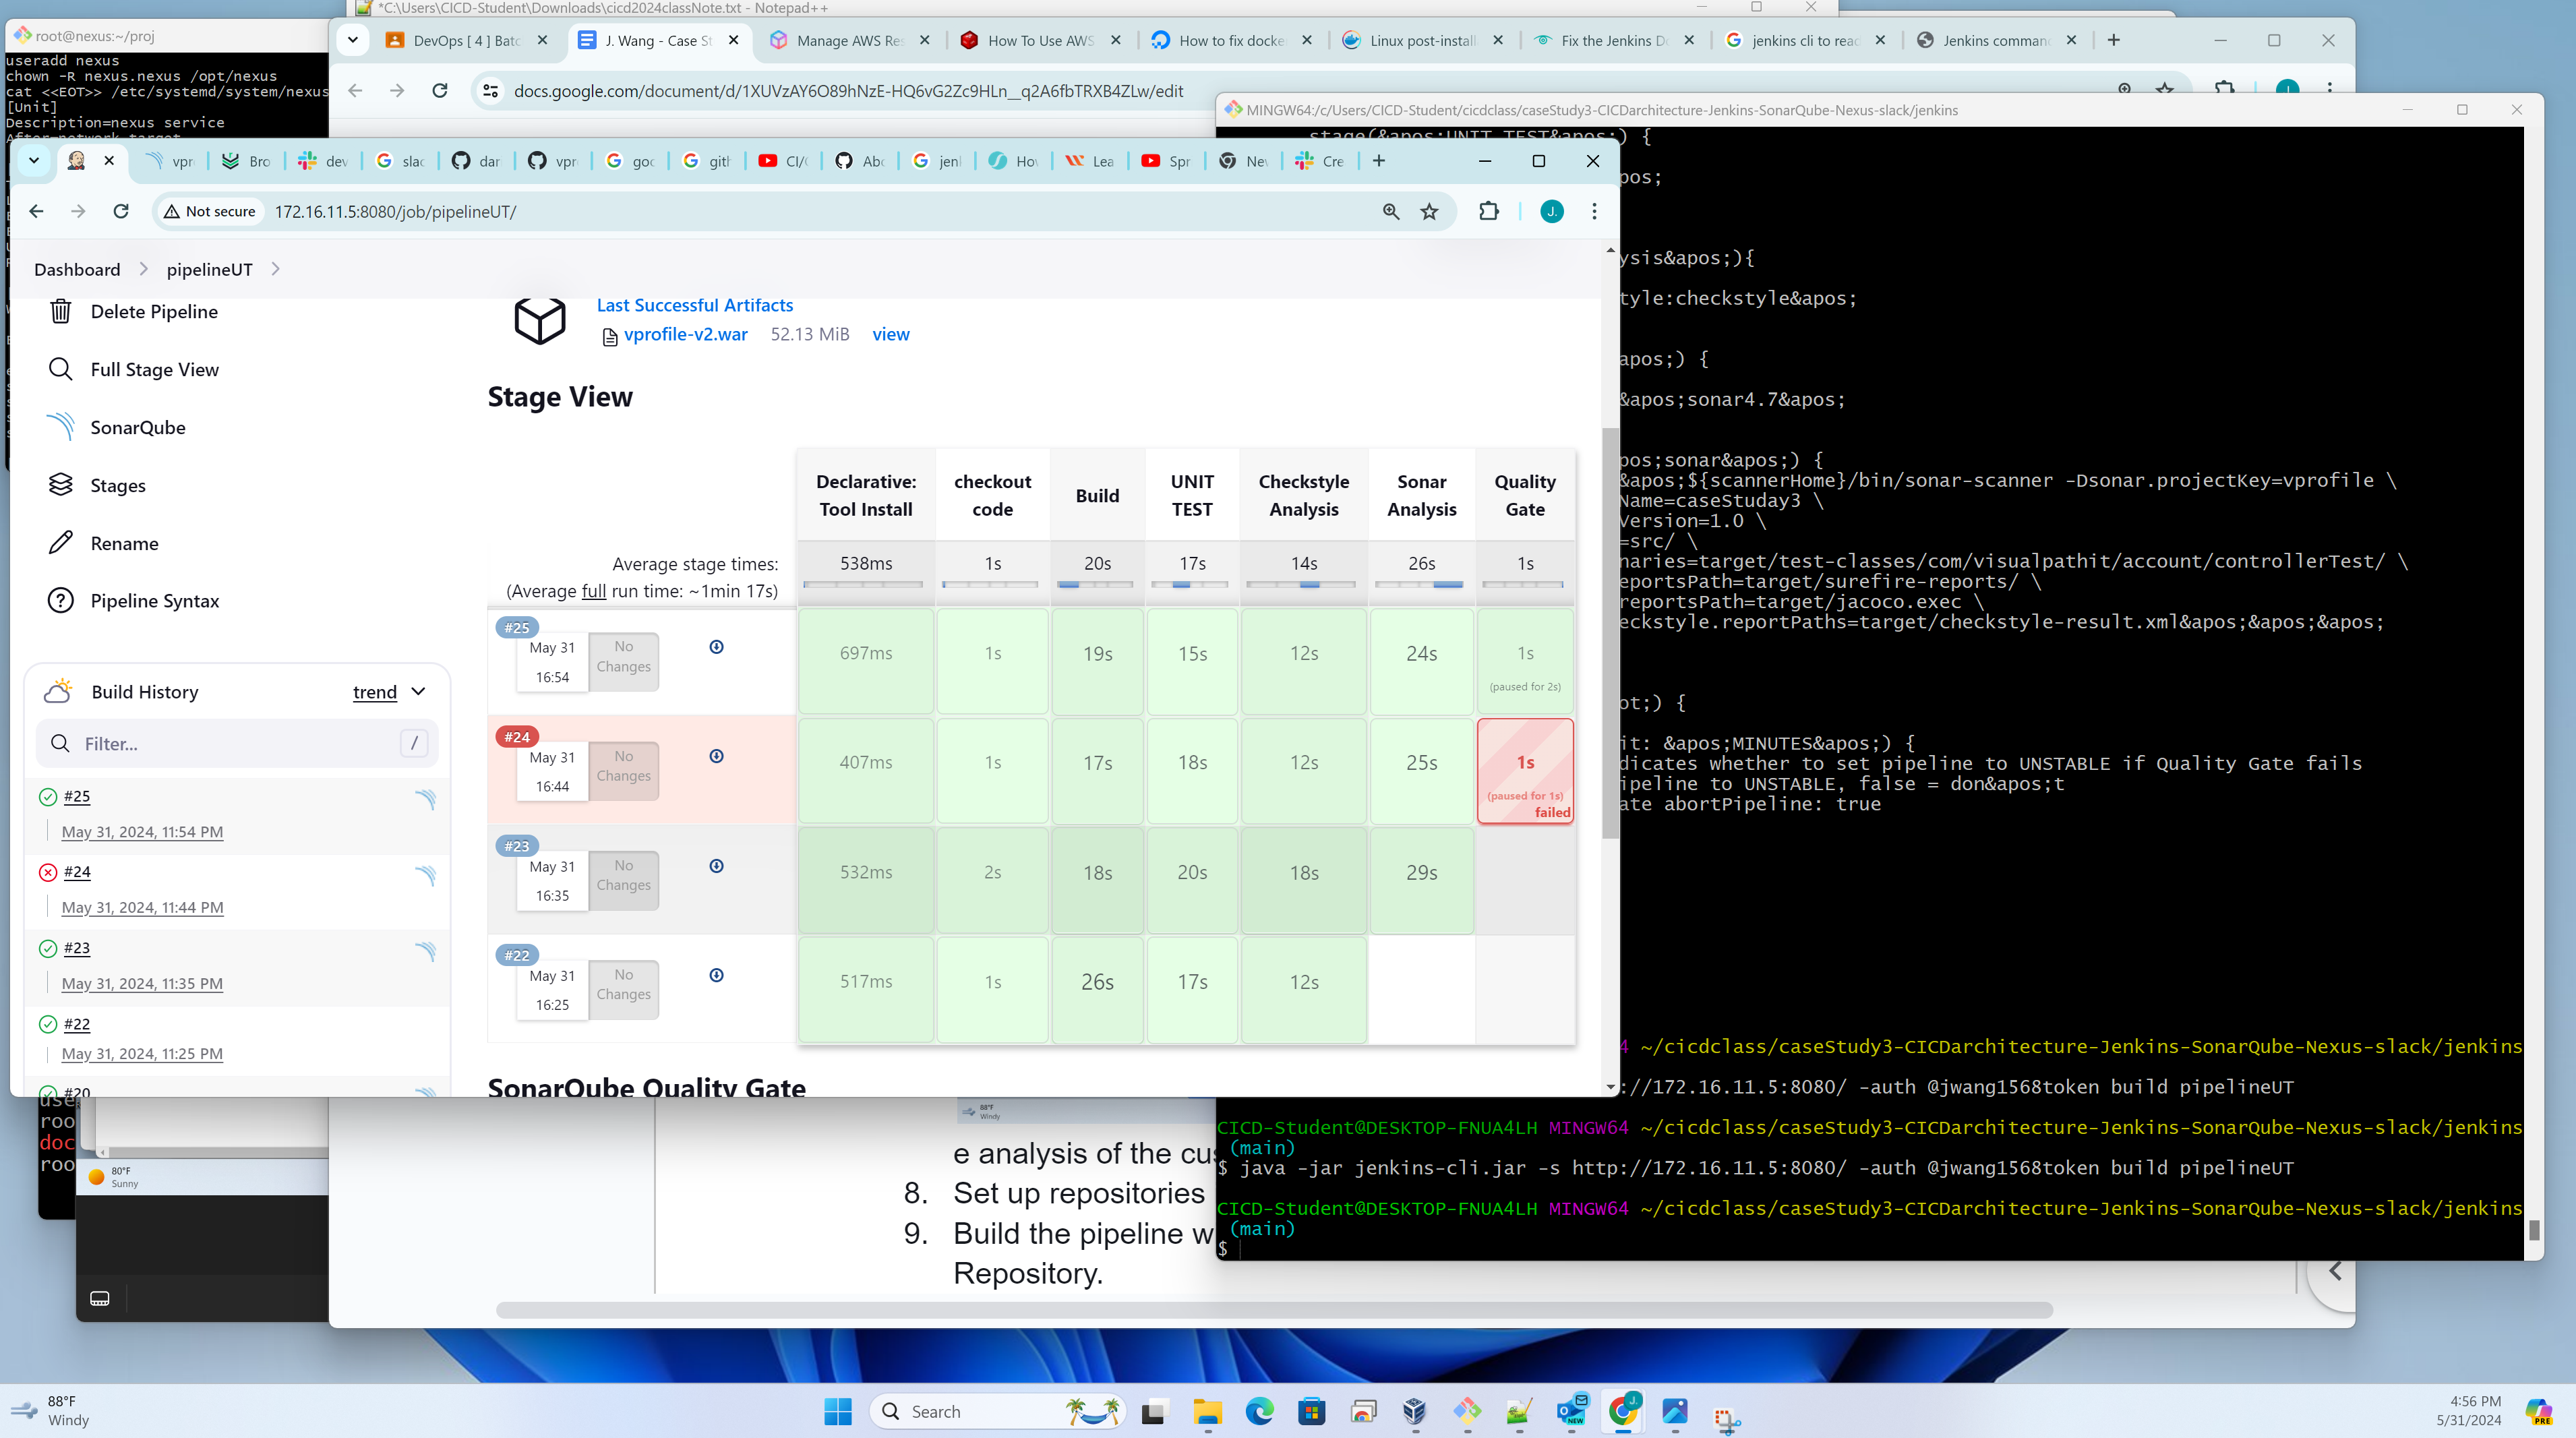 *C:\Users\CICD-Student\Downloads\cicd2024classNote.txt - Notepad++
root@nexus:~/proj
useradd nexus
chown -R nexus.nexus /opt/nexus
cat <<EOT>> /etc/systemd/system/nexus
[Unit]
Description=nexus service
After=network.target
DevOps [ 4 ] Batc
J. Wang - Case St
Manage AWS Res
How To Use AWS
How to fix docke
Linux post-install
Fix the Jenkins Do
jenkins cli to read
Jenkins comman
docs.google.com/document/d/1XUVzAY6O89hNzE-HQ6vG2Zc9HLn__q2A6fbTRXB4ZLw/edit
MINGW64:/c/Users/CICD-Student/cicdclass/caseStudy3-CICDarchitecture-Jenkins-SonarQube-Nexus-slack/jenkins
stage(&apos;UNIT TEST&apos;) {
pos;
ysis&apos;){
tyle:checkstyle&apos;
apos;) {
&apos;sonar4.7&apos;
pos;sonar&apos;) {
&apos;${scannerHome}/bin/sonar-scanner -Dsonar.projectKey=vprofile \
Name=caseStuday3 \
Version=1.0 \
=src/ \
naries=target/test-classes/com/visualpathit/account/controllerTest/ \
eportsPath=target/surefire-reports/ \
reportsPath=target/jacoco.exec \
eckstyle.reportPaths=target/checkstyle-result.xml&apos;&apos;&apos;
ot;) {
it: &apos;MINUTES&apos;) {
dicates whether to set pipeline to UNSTABLE if Quality Gate fails
ipeline to UNSTABLE, false = don&apos;t
ate abortPipeline: true
4 ~/cicdclass/caseStudy3-CICDarchitecture-Jenkins-SonarQube-Nexus-slack/jenkins
://172.16.11.5:8080/ -auth @jwang1568token build pipelineUT
CICD-Student@DESKTOP-FNUA4LH MINGW64 ~/cicdclass/caseStudy3-CICDarchitecture-Jenkins-SonarQube-Nexus-slack/jenkins
(main)
$ java -jar jenkins-cli.jar -s http://172.16.11.5:8080/ -auth @jwang1568token build pipelineUT
CICD-Student@DESKTOP-FNUA4LH MINGW64 ~/cicdclass/caseStudy3-CICDarchitecture-Jenkins-SonarQube-Nexus-slack/jenkins
(main)
$
vpr
Bro
dev
slac
dar
vpr
goo
gith
CI/
Abo
jenl
Ho
Lea
Spr
Ne
Cre
Not secure 172.16.11.5:8080/job/pipelineUT/
J.
Dashboard
pipelineUT
Delete Pipeline
Full Stage View
SonarQube
Stages
Rename
Pipeline Syntax
Build History
trend
Filter...
/
#25
May 31, 2024, 11:54 PM
#24
May 31, 2024, 11:44 PM
#23
May 31, 2024, 11:35 PM
#22
May 31, 2024, 11:25 PM
#20
Last Successful Artifacts
vprofile-v2.war 52.13 MiB view
Stage View
Declarative: Tool Install
checkout code
Build
UNIT TEST
Checkstyle Analysis
Sonar Analysis
Quality Gate
Average stage times:
(Average full run time: ~1min 17s)
538ms 1s 20s 17s 14s 26s 1s
#25
May 31
16:54
No Changes
697ms 1s 19s 15s 12s 24s 1s
(paused for 2s)
#24
May 31
16:44
No Changes
407ms 1s 17s 18s 12s 25s 1s
(paused for 1s)
failed
#23
May 31
16:35
No Changes
532ms 2s 18s 20s 18s 29s
#22
May 31
16:25
No Changes
517ms 1s 26s 17s 12s
SonarQube Quality Gate
use
roo
doc
roo
80°F
Sunny
88°F
Windy
e analysis of the cus
8. Set up repositories
9. Build the pipeline w
Repository.
88°F
Windy
Search
NEW
J.
4:56 PM
5/31/2024
PRE